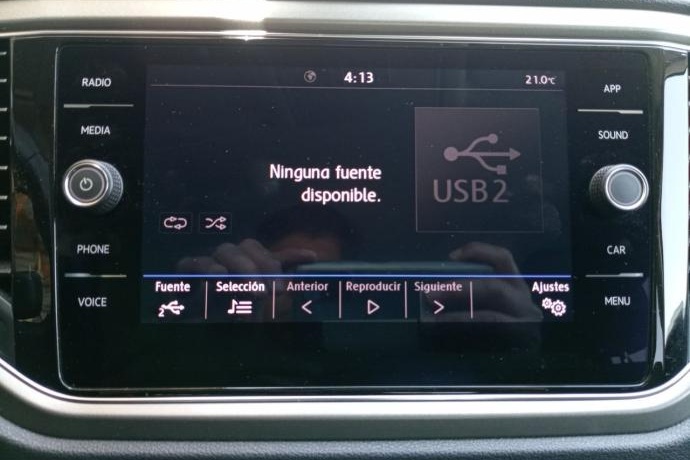 RADIO
MEDIA
PHONE
VOICE
4:13
21.0°C
Ninguna fuente
disponible.
USB2
Fuente
2
Selección
Anterior
Reproducir
Siguiente
Ajustes
APP
SOUND
CAR
MENU